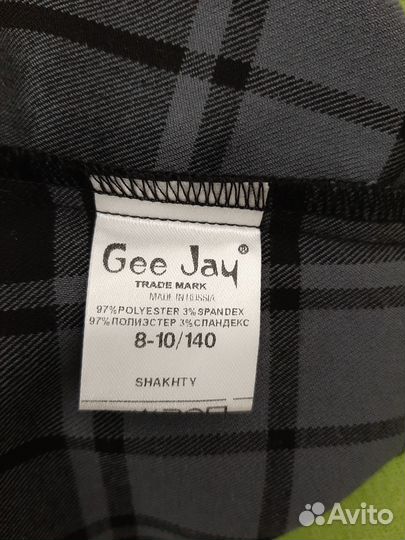 Gee Jay®
TRADE MARK
MADE IN RUSSIA
97%POLYESTER 3%SPANDEX
97%ПОЛИЭСТЕР 3%СПАНДЕКС
8-10/140
SHAKHTY
Avito